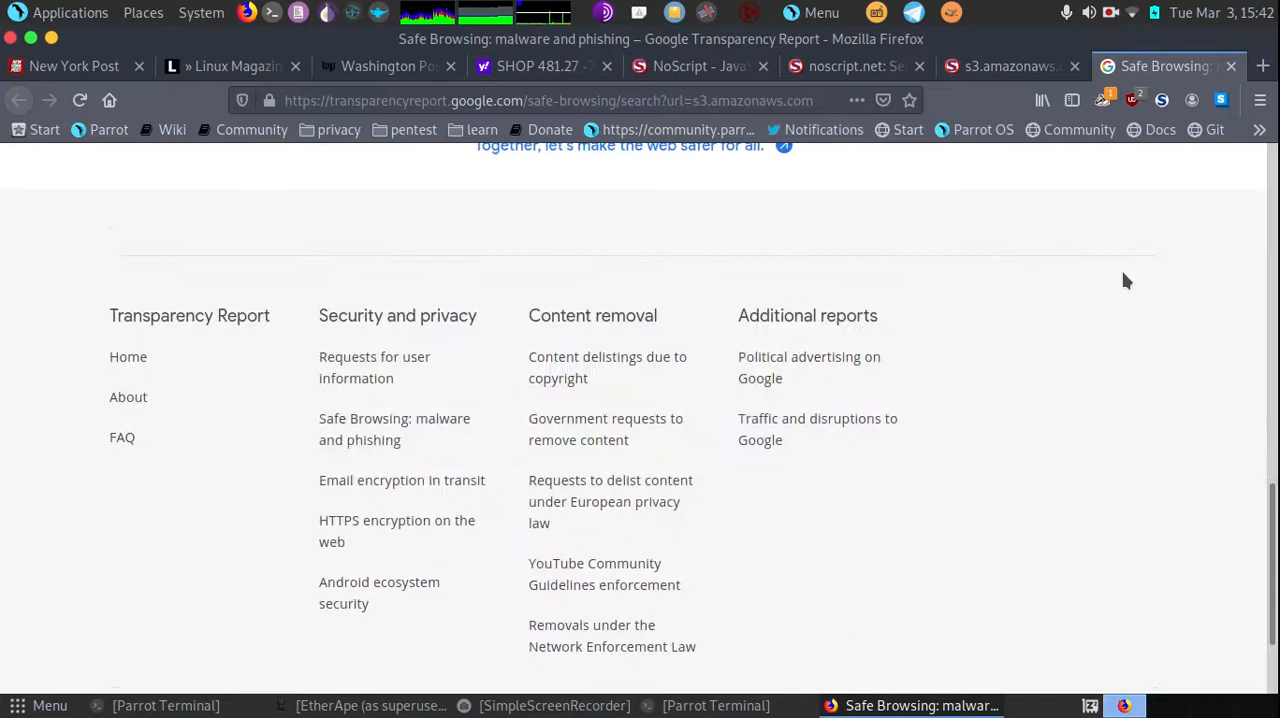 Applications Places System Menu Tue Mar 3, 15:42
Safe Browsing: malware and phishing – Google Transparency Report - Mozilla Firefox
New York Post » Linux Magazin Washington Po SHOP 481.27 -7 NoScript - JavaS noscript.net: Se s3.amazonaws.c Safe Browsing:
https://transparencyreport.google.com/safe-browsing/search?url=s3.amazonaws.com 1 2
Start Parrot Wiki Community privacy pentest learn Donate https://community.parr... Notifications Start Parrot OS Community Docs Git
Together, let's make the web safer for all.
Transparency Report
Home
About
FAQ
Security and privacy
Requests for user
information
Safe Browsing: malware
and phishing
Email encryption in transit
HTTPS encryption on the
web
Android ecosystem
security
Content removal
Content delistings due to
copyright
Government requests to
remove content
Requests to delist content
under European privacy
law
YouTube Community
Guidelines enforcement
Removals under the
Network Enforcement Law
Additional reports
Political advertising on
Google
Traffic and disruptions to
Google
Menu [Parrot Terminal] [EtherApe (as superuse... [SimpleScreenRecorder] [Parrot Terminal] Safe Browsing: malwar...